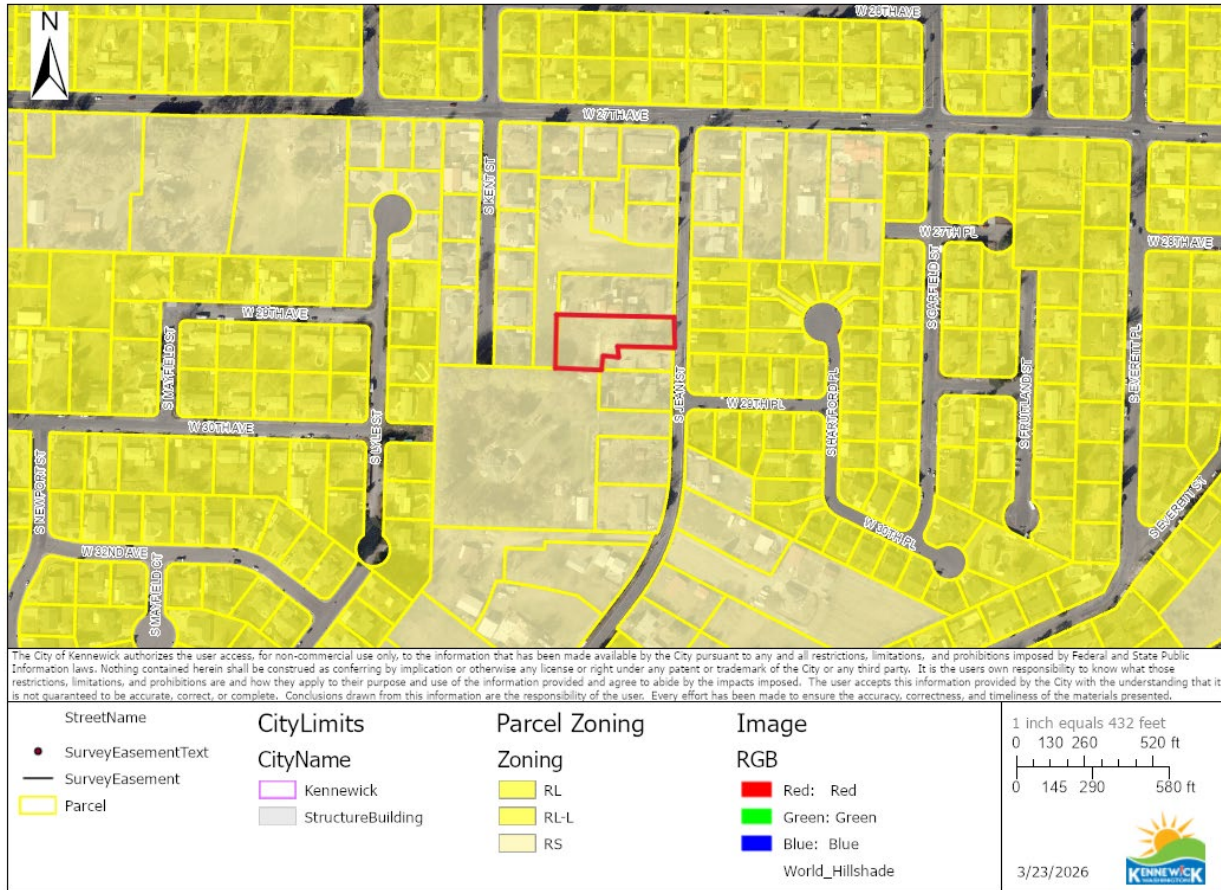 N
W 26TH AVE
W 27TH AVE
S KENT ST
W 27TH PL
W 28TH AVE
S GARFIELD ST
S EVERETT PL
W 29TH AVE
S MAYFIELD ST
S JEAN ST
S HARTFORD PL
S FRUITLAND ST
W 29TH PL
W 30TH AVE
S LYLE ST
S NEWPORT ST
S EVERETT ST
W 30TH PL
W 32ND AVE
S MAYFIELD CT
The City of Kennewick authorizes the user access, for non-commercial use only, to the information that has been made available by the City pursuant to any and all restrictions, limitations, and prohibitions imposed by Federal and State Public
Information laws. Nothing contained herein shall be construed as conferring by implication or otherwise any license or right under any patent or trademark of the City or any third party. It is the users own responsibility to know what those
restrictions, limitations, and prohibitions are and how they apply to their purpose and use of the information provided and agree to abide by the impacts imposed. The user accepts this information provided by the City with the understanding that it
is not guaranteed to be accurate, correct, or complete. Conclusions drawn from this information are the responsibility of the user. Every effort has been made to ensure the accuracy, correctness, and timeliness of the materials presented.
StreetName
SurveyEasementText
SurveyEasement
Parcel
CityLimits
CityName
Kennewick
StructureBuilding
Parcel Zoning
Zoning
RL
RL-L
RS
Image
RGB
Red: Red
Green: Green
Blue: Blue
World_Hillshade
1 inch equals 432 feet
0 130 260 520 ft
0 145 290 580 ft
3/23/2026
KENNEWICK
WASHINGTON